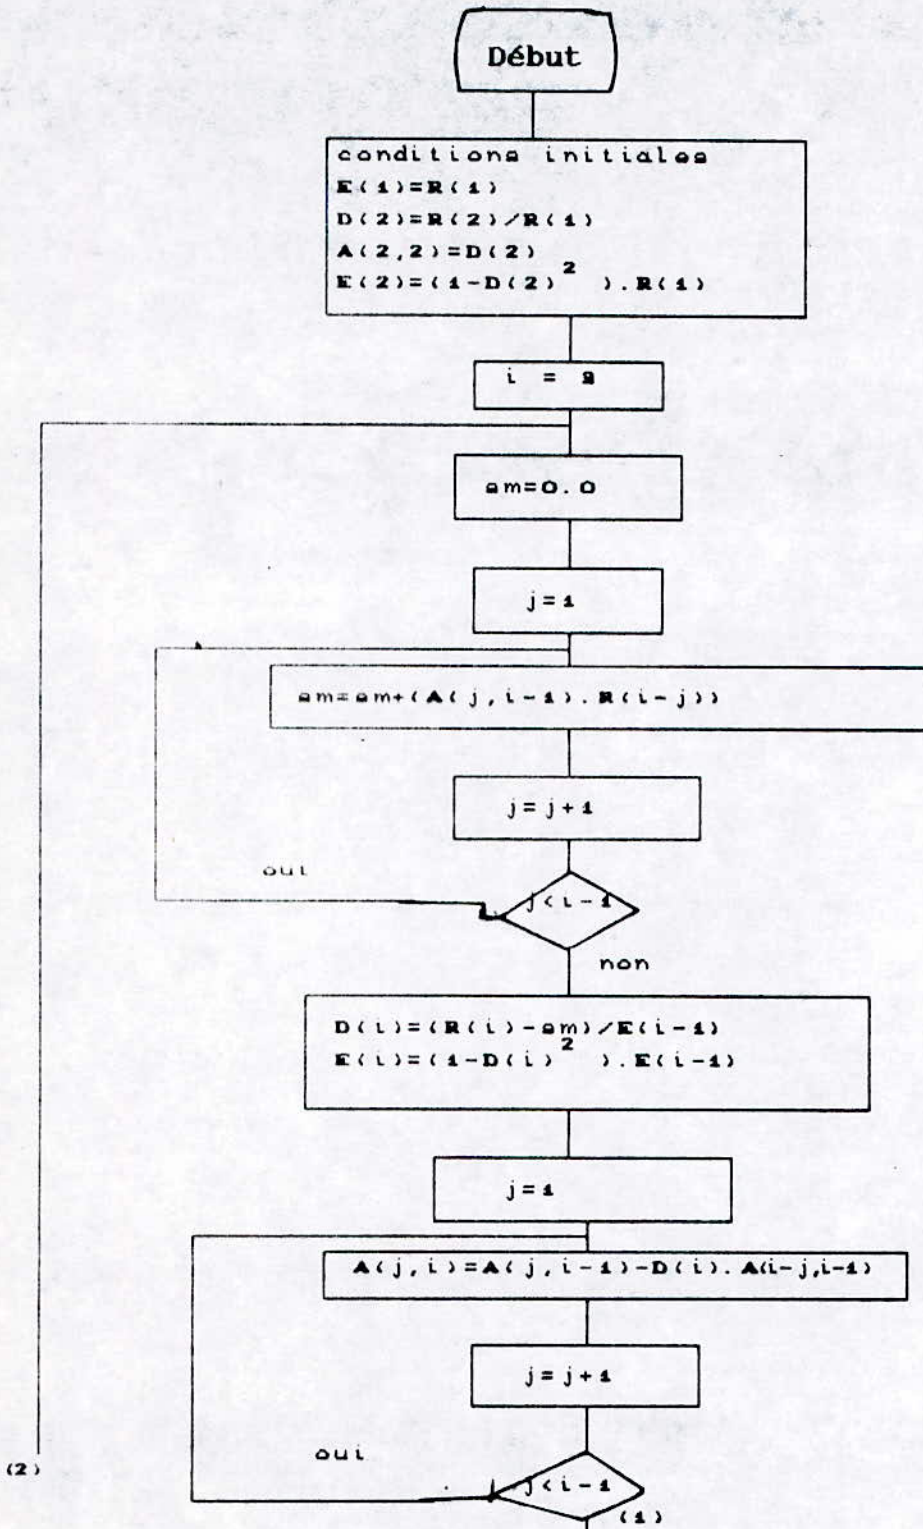 Début
conditions initiales
E(1)=R(1)
D(2)=R(2)/R(1)
A(2,2)=D(2)
E(2)=(1-D(2)²).R(1)
sm=0.0
j=1
sm=sm+(A(j,i-1).R(i-j))
j=j+1
oui
j<i-1
non
D(i)=(R(i)-sm)/E(i-1)
E(i)=(1-D(i)²).E(i-1)
j=1
A(j,i)=A(j,i-1)-D(i).A(i-j,i-1)
j=j+1
oui
(2)
j<i-1
(1)